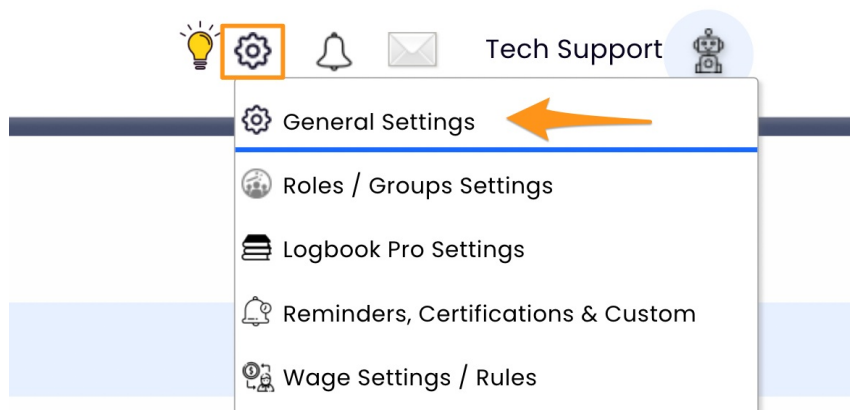 Tech Support
General Settings
Roles / Groups Settings
Logbook Pro Settings
Reminders, Certifications & Custom
Wage Settings / Rules